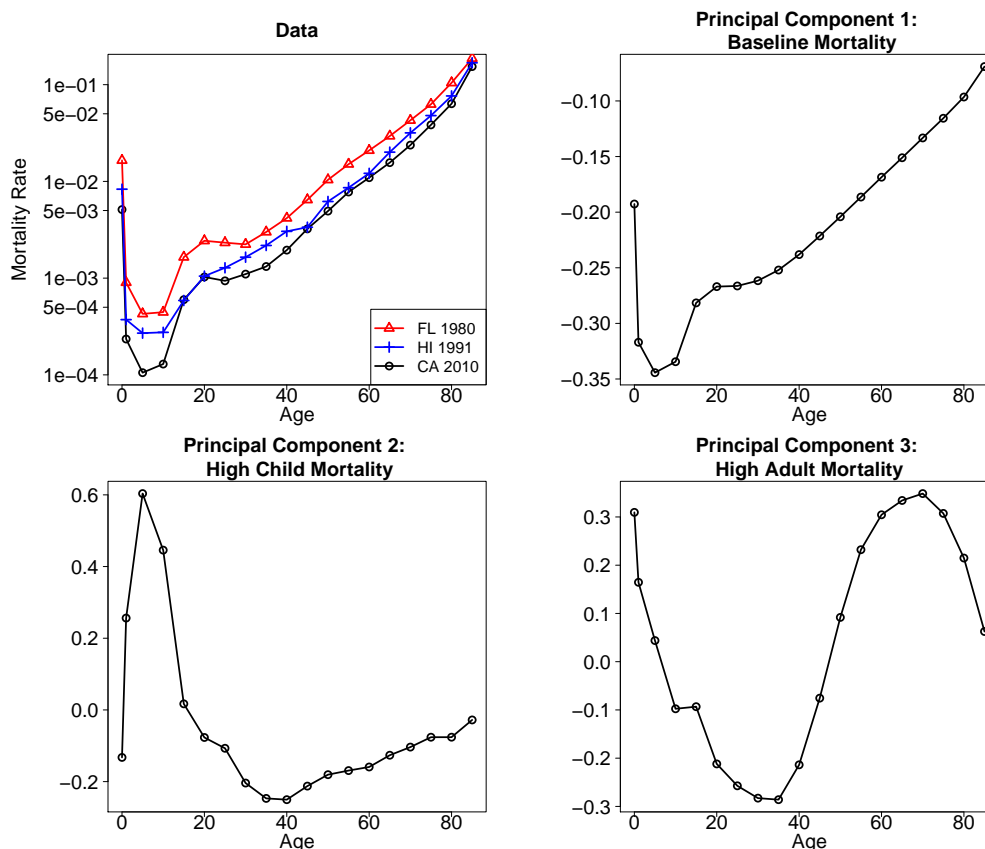 Data
Mortality Rate
1e−01
5e−02
1e−02
5e−03
1e−03
5e−04
1e−04
FL 1980
HI 1991
CA 2010
0 20 40 60 80
Age
Principal Component 1:
Baseline Mortality
−0.10
−0.15
−0.20
−0.25
−0.30
−0.35
0 20 40 60 80
Age
Principal Component 2:
High Child Mortality
0.6
0.4
0.2
0.0
−0.2
0 20 40 60 80
Age
Principal Component 3:
High Adult Mortality
0.3
0.2
0.1
0.0
−0.1
−0.2
−0.3
0 20 40 60 80
Age